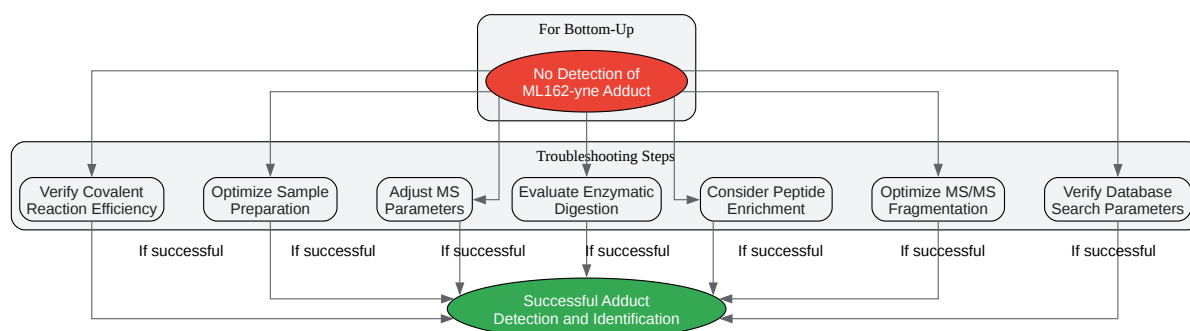 For Bottom-Up
No Detection of
ML162-yne Adduct
Troubleshooting Steps
Verify Covalent
Reaction Efficiency
Optimize Sample
Preparation
Adjust MS
Parameters
Evaluate Enzymatic
Digestion
Consider Peptide
Enrichment
Optimize MS/MS
Fragmentation
Verify Database
Search Parameters
If successful
If successful
If successful
If successful
If successful
If successful
If successful
Successful Adduct
Detection and Identification